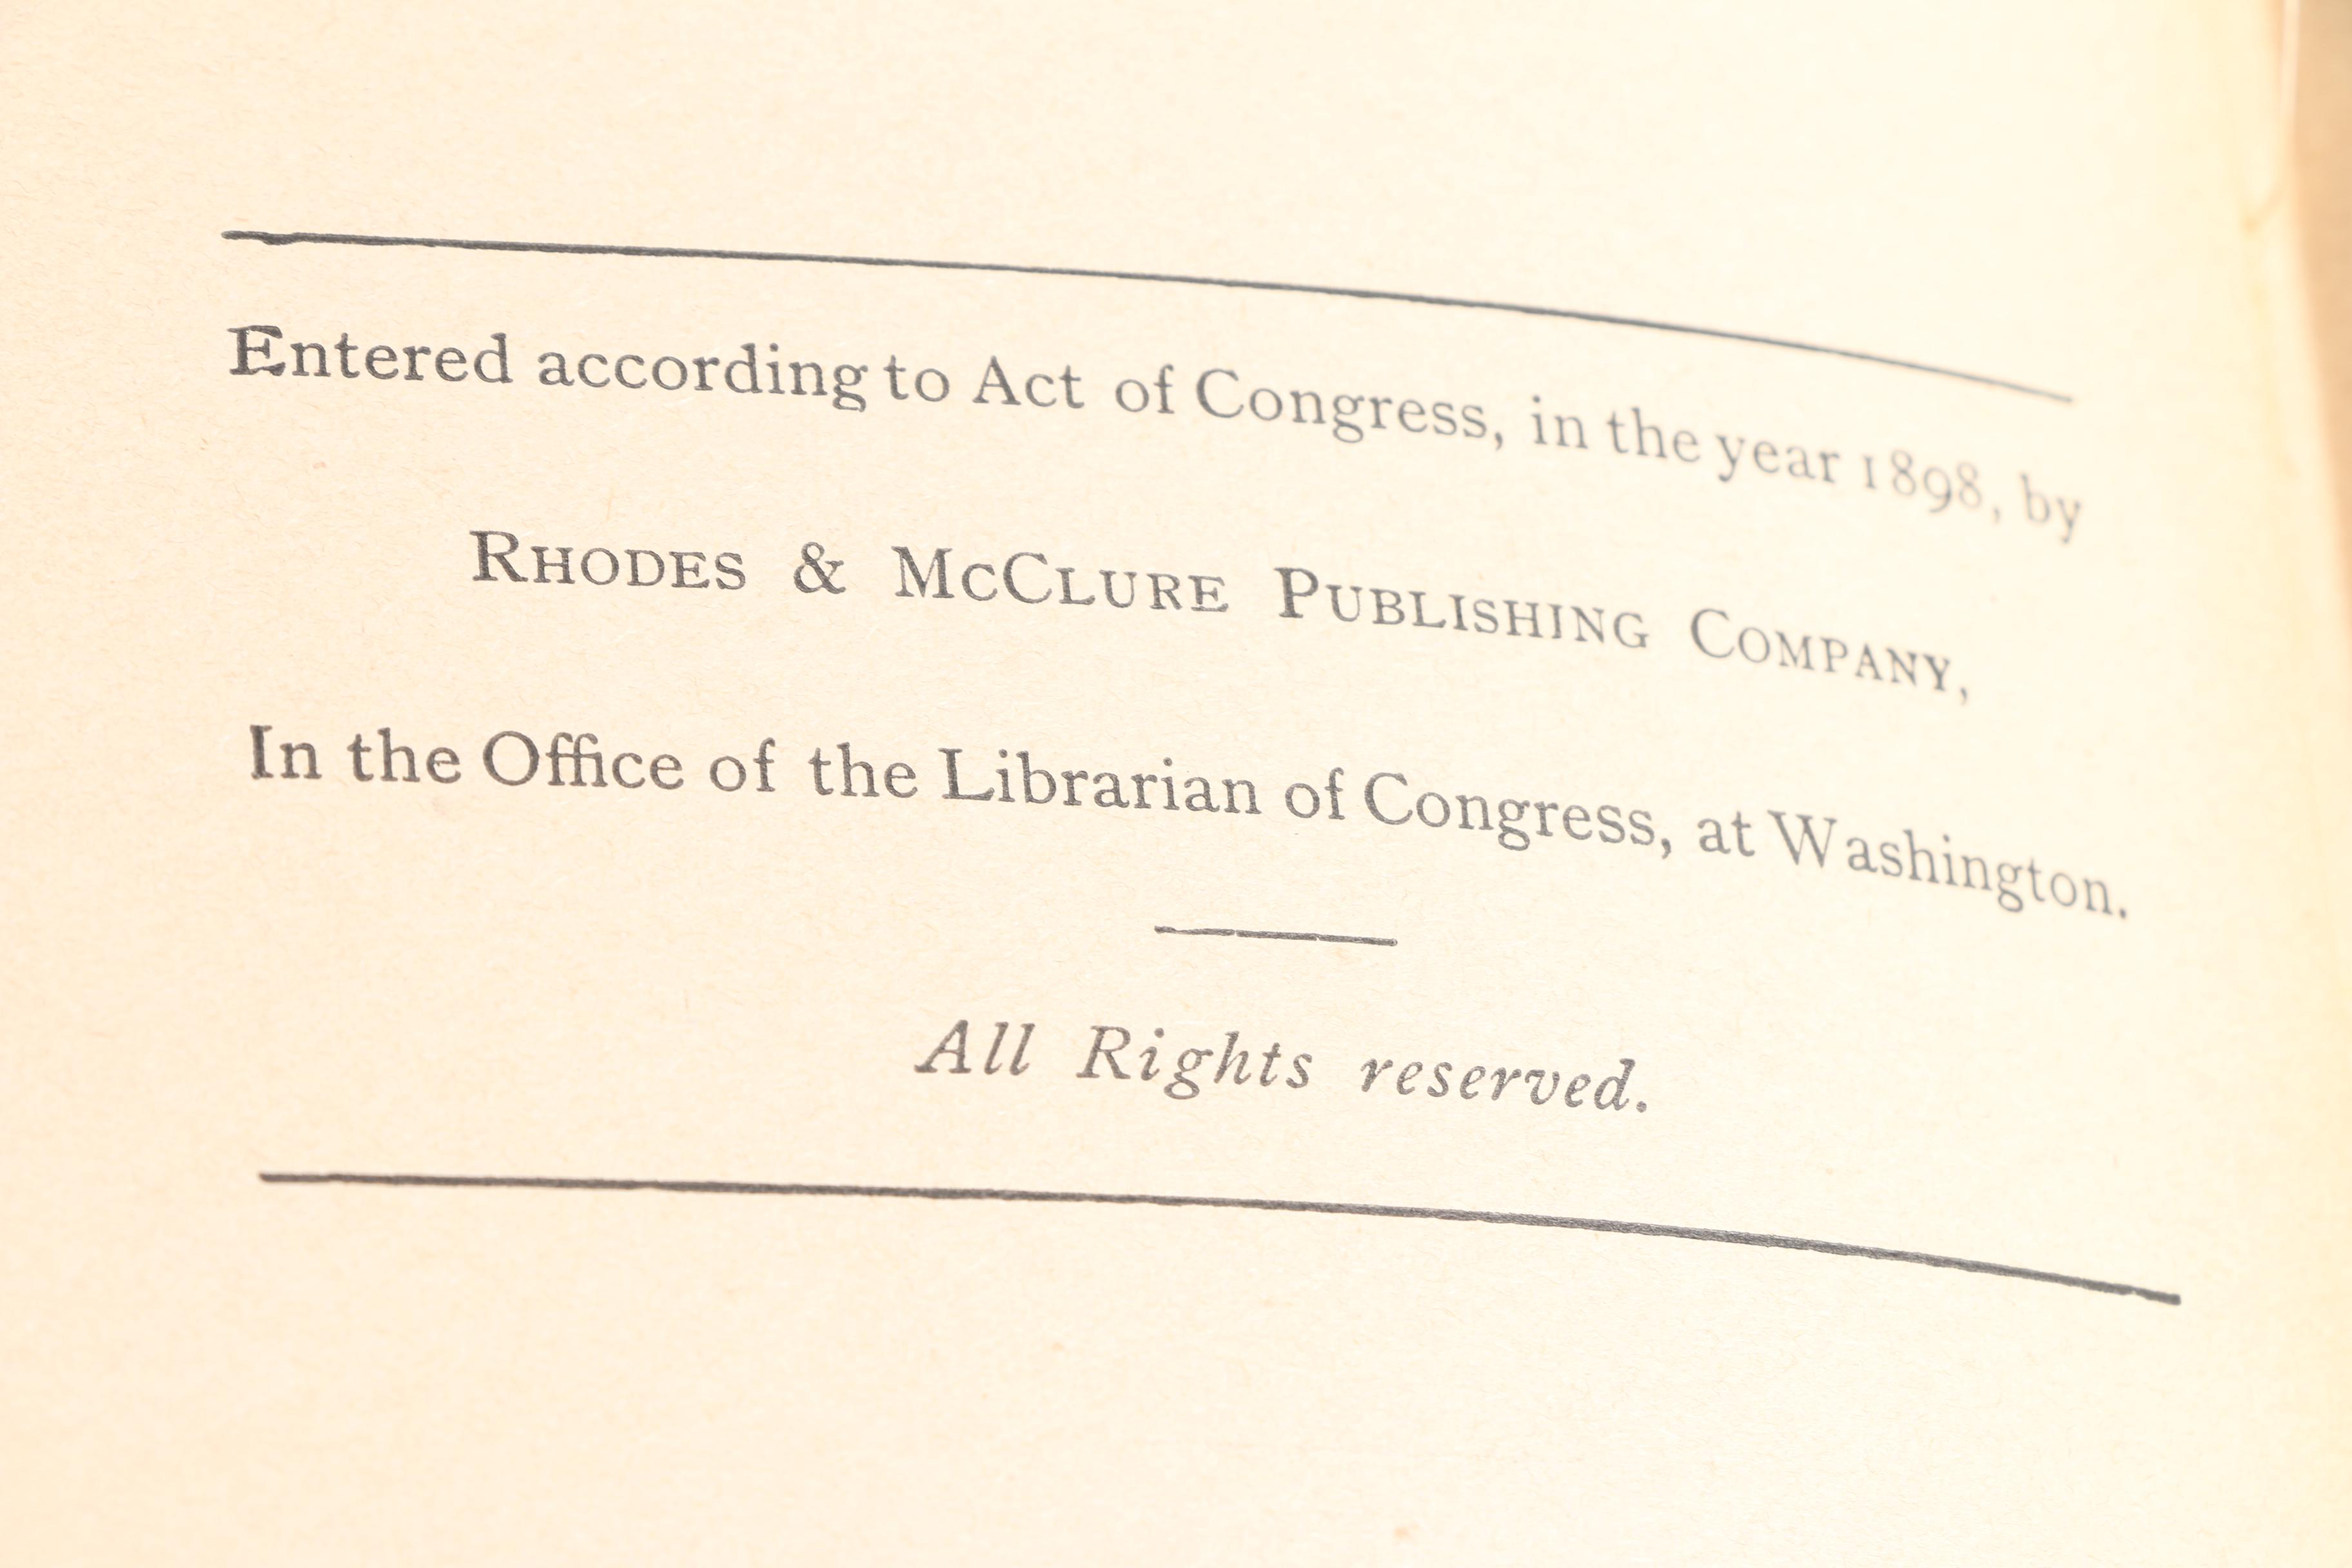 Entered according to Act of Congress, in the year 1898, by
RHODES & MCCLURE PUBLISHING COMPANY,
In the Office of the Librarian of Congress, at Washington.
All Rights reserved.